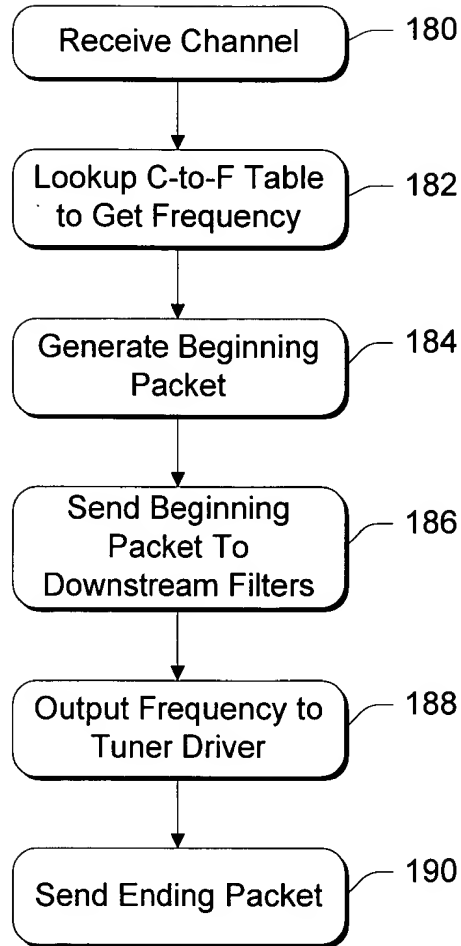 Receive Channel
180
Lookup C-to-F Table
to Get Frequency
182
Generate Beginning
Packet
184
Send Beginning
Packet To
Downstream Filters
186
Output Frequency to
Tuner Driver
188
Send Ending Packet
190